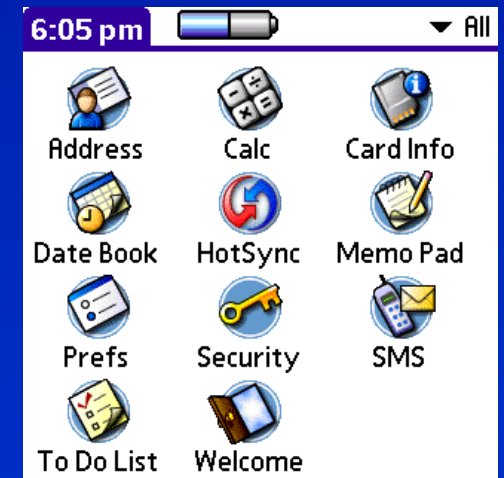 6:05 pm All
Address Calc Card Info
Date Book HotSync Memo Pad
Prefs Security SMS
To Do List Welcome